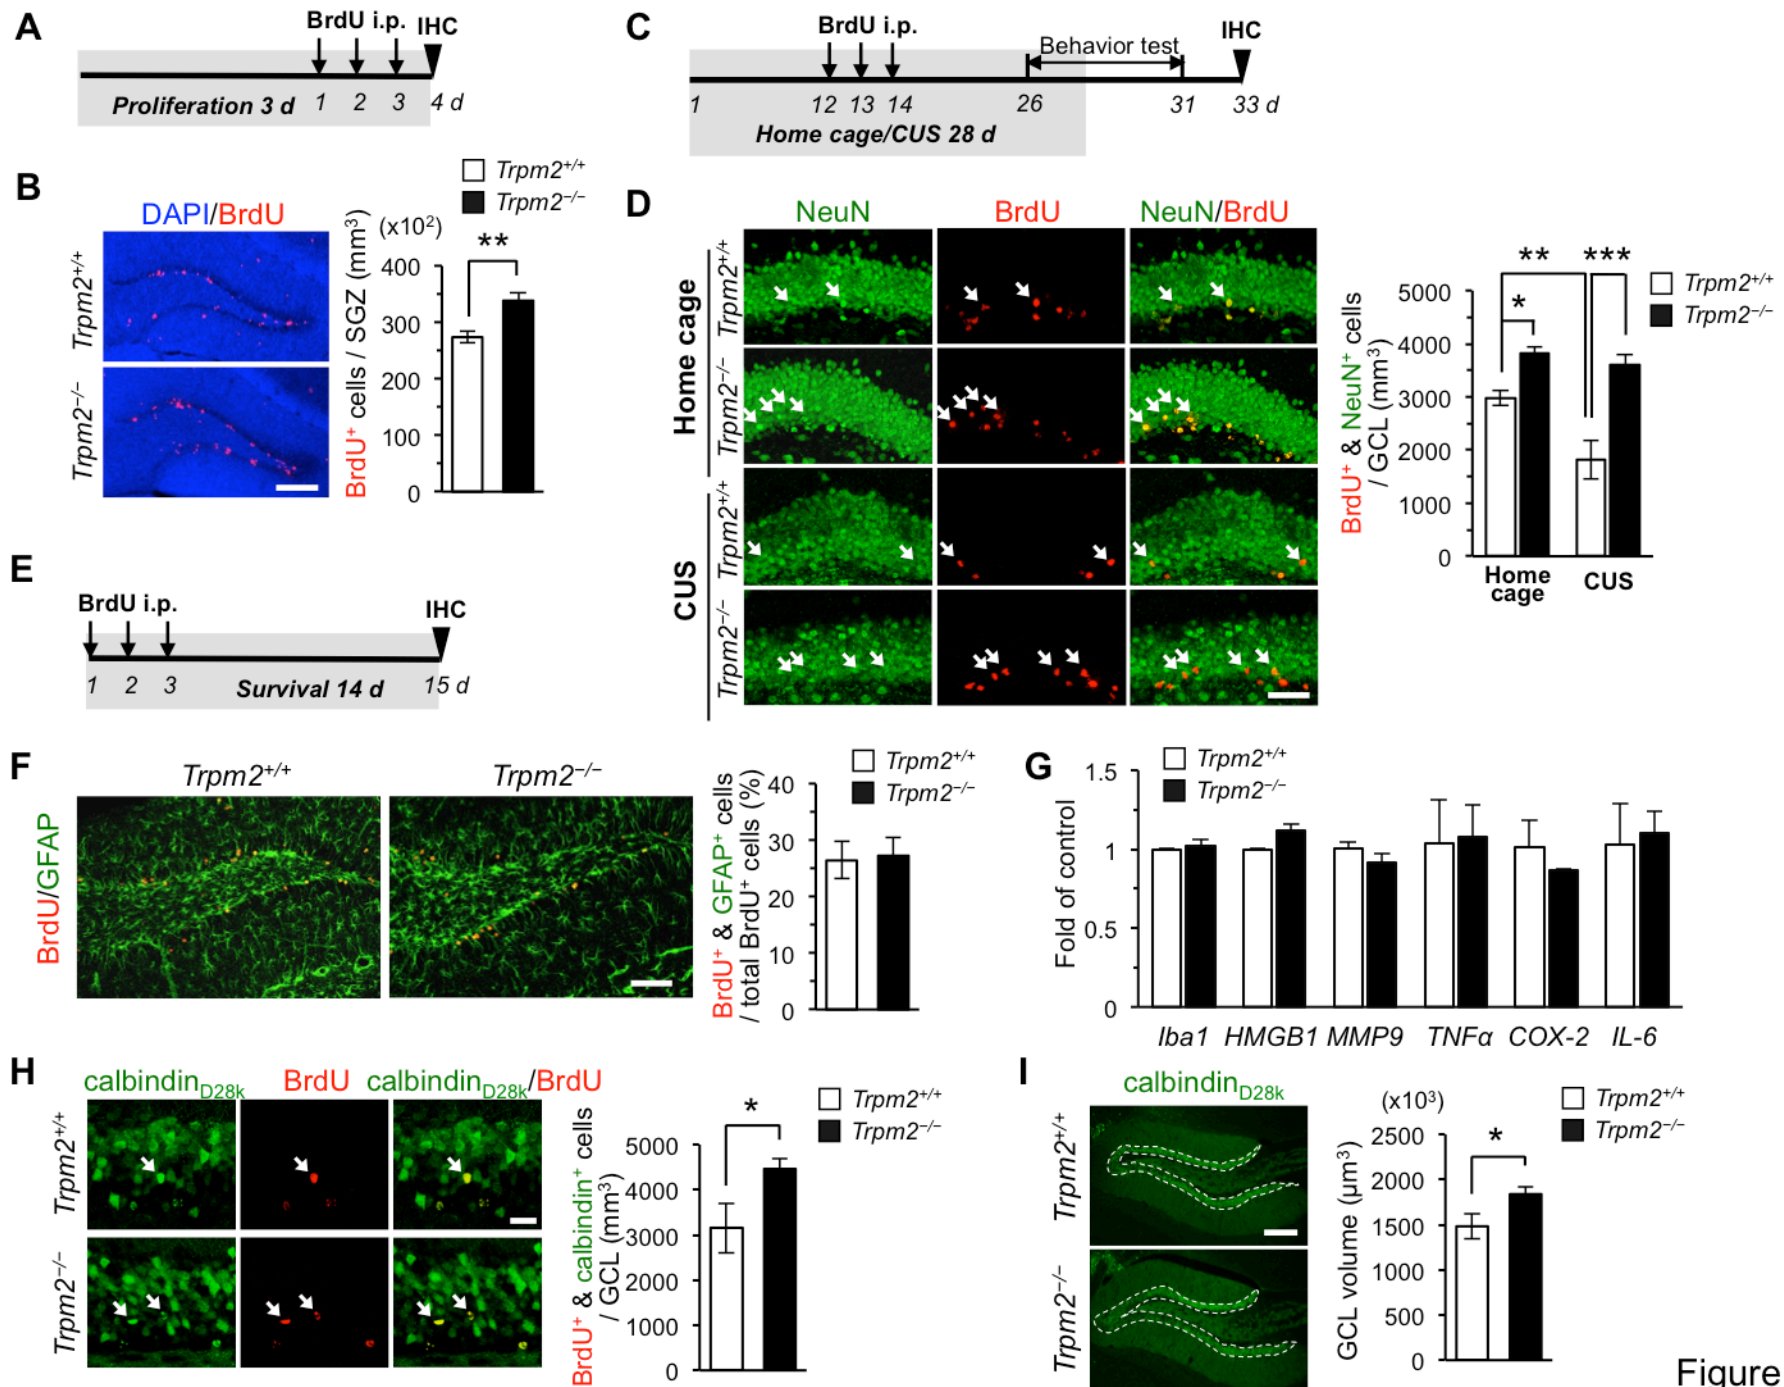 A
BrdU i.p. IHC
Proliferation 3 d 1 2 3 4 d
B
DAPI/BrdU
Trpm2+/+
Trpm2−/−
Trpm2+/+
Trpm2−/−
BrdU+ cells / SGZ (mm3)
(x102)
**
400
300
200
100
0
C
BrdU i.p. IHC
Behavior test
1 12 13 14 26 31 33 d
Home cage/CUS 28 d
D
NeuN BrdU NeuN/BrdU
Home cage
Trpm2+/+
Trpm2−/−
CUS
Trpm2+/+
Trpm2−/−
BrdU+ & NeuN+ cells
/ GCL (mm3)
** ***
*
Trpm2+/+
Trpm2−/−
5000
4000
3000
2000
1000
0
Home
cage
CUS
E
BrdU i.p. IHC
1 2 3 Survival 14 d 15 d
F
Trpm2+/+ Trpm2−/−
BrdU/GFAP
BrdU+ & GFAP+ cells
/ total BrdU+ cells (%)
Trpm2+/+
Trpm2−/−
40
30
20
10
0
G
Trpm2+/+
Trpm2−/−
Fold of control
1.5
1
0.5
0
Iba1 HMGB1 MMP9 TNFα COX-2 IL-6
H
calbindinD28k BrdU calbindinD28k/BrdU
Trpm2+/+
Trpm2−/−
BrdU+ & calbindin+ cells
/ GCL (mm3)
*
Trpm2+/+
Trpm2−/−
5000
4000
3000
2000
1000
0
I
calbindinD28k
Trpm2+/+
Trpm2−/−
GCL volume (µm3)
(x103)
*
Trpm2+/+
Trpm2−/−
2500
2000
1500
1000
500
0
Figure